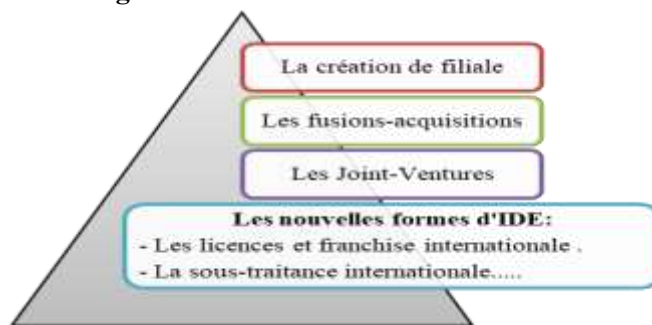 La création de filiale
Les fusions-acquisitions
Les Joint-Ventures
Les nouvelles formes d'IDE:
- Les licences et franchise internationale .
- La sous-traitance internationale.....